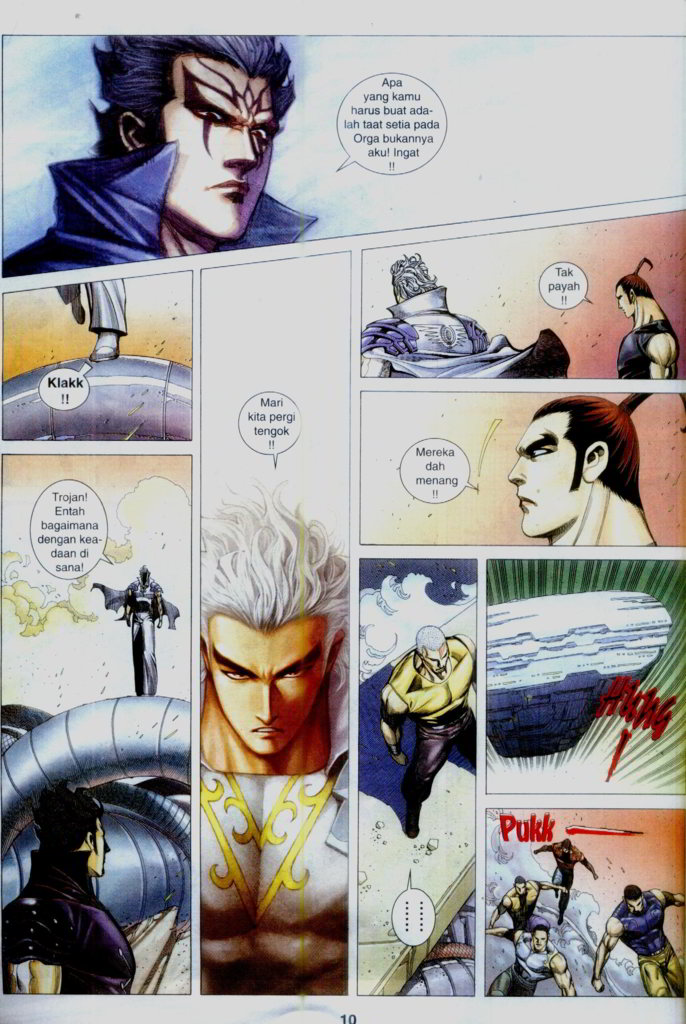 Apa
yang kamu
harus buat ada-
lah taat setia pada
Orga bukannya
aku! Ingat
!!
Klakk
!!
Trojan!
Entah
bagaimana
dengan kea-
daan di
sana!
Mari
kita pergi
tengok
!!
Tak
payah
!!
Mereka
dah
menang
!!
Pukk
10